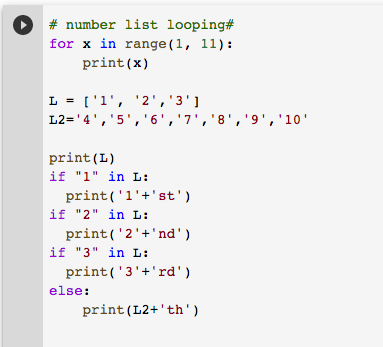 # number list looping#
for x in range(1, 11):
    print(x)
L = ['1', '2','3']
L2='4','5','6','7','8','9','10'
print(L)
if "1" in L:
  print('1'+'st')
if "2" in L:
  print('2'+'nd')
if "3" in L:
  print('3'+'rd')
else:
    print(L2+'th')